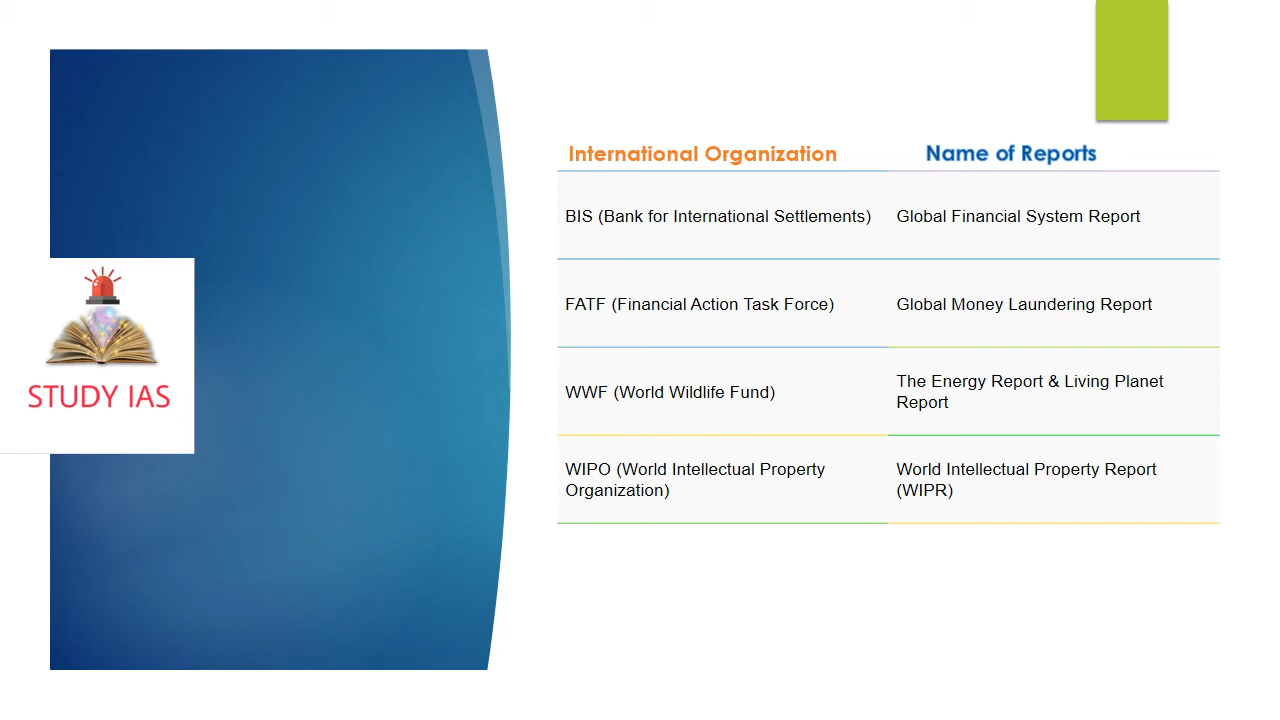 International Organization
Name of Reports
BIS (Bank for International Settlements)
Global Financial System Report
FATF (Financial Action Task Force)
Global Money Laundering Report
WWF (World Wildlife Fund)
The Energy Report & Living Planet
Report
WIPO (World Intellectual Property
Organization)
World Intellectual Property Report
(WIPR)
STUDY IAS